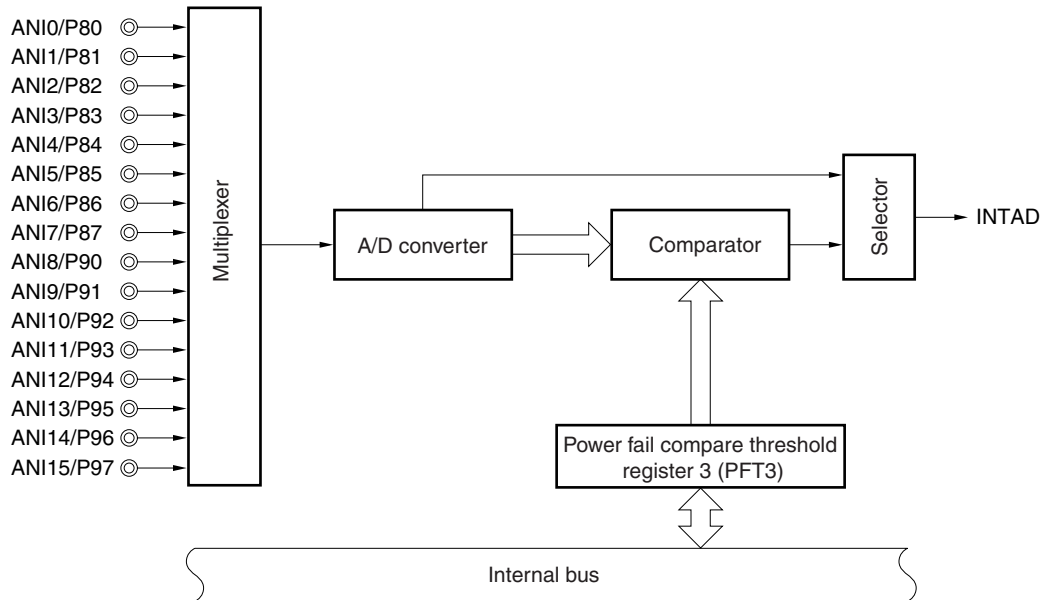 ANI0/P80
ANI1/P81
ANI2/P82
ANI3/P83
ANI4/P84
ANI5/P85
ANI6/P86
ANI7/P87
ANI8/P90
ANI9/P91
ANI10/P92
ANI11/P93
ANI12/P94
ANI13/P95
ANI14/P96
ANI15/P97
Multiplexer
A/D converter
Comparator
Selector
INTAD
Power fail compare threshold
register 3 (PFT3)
Internal bus